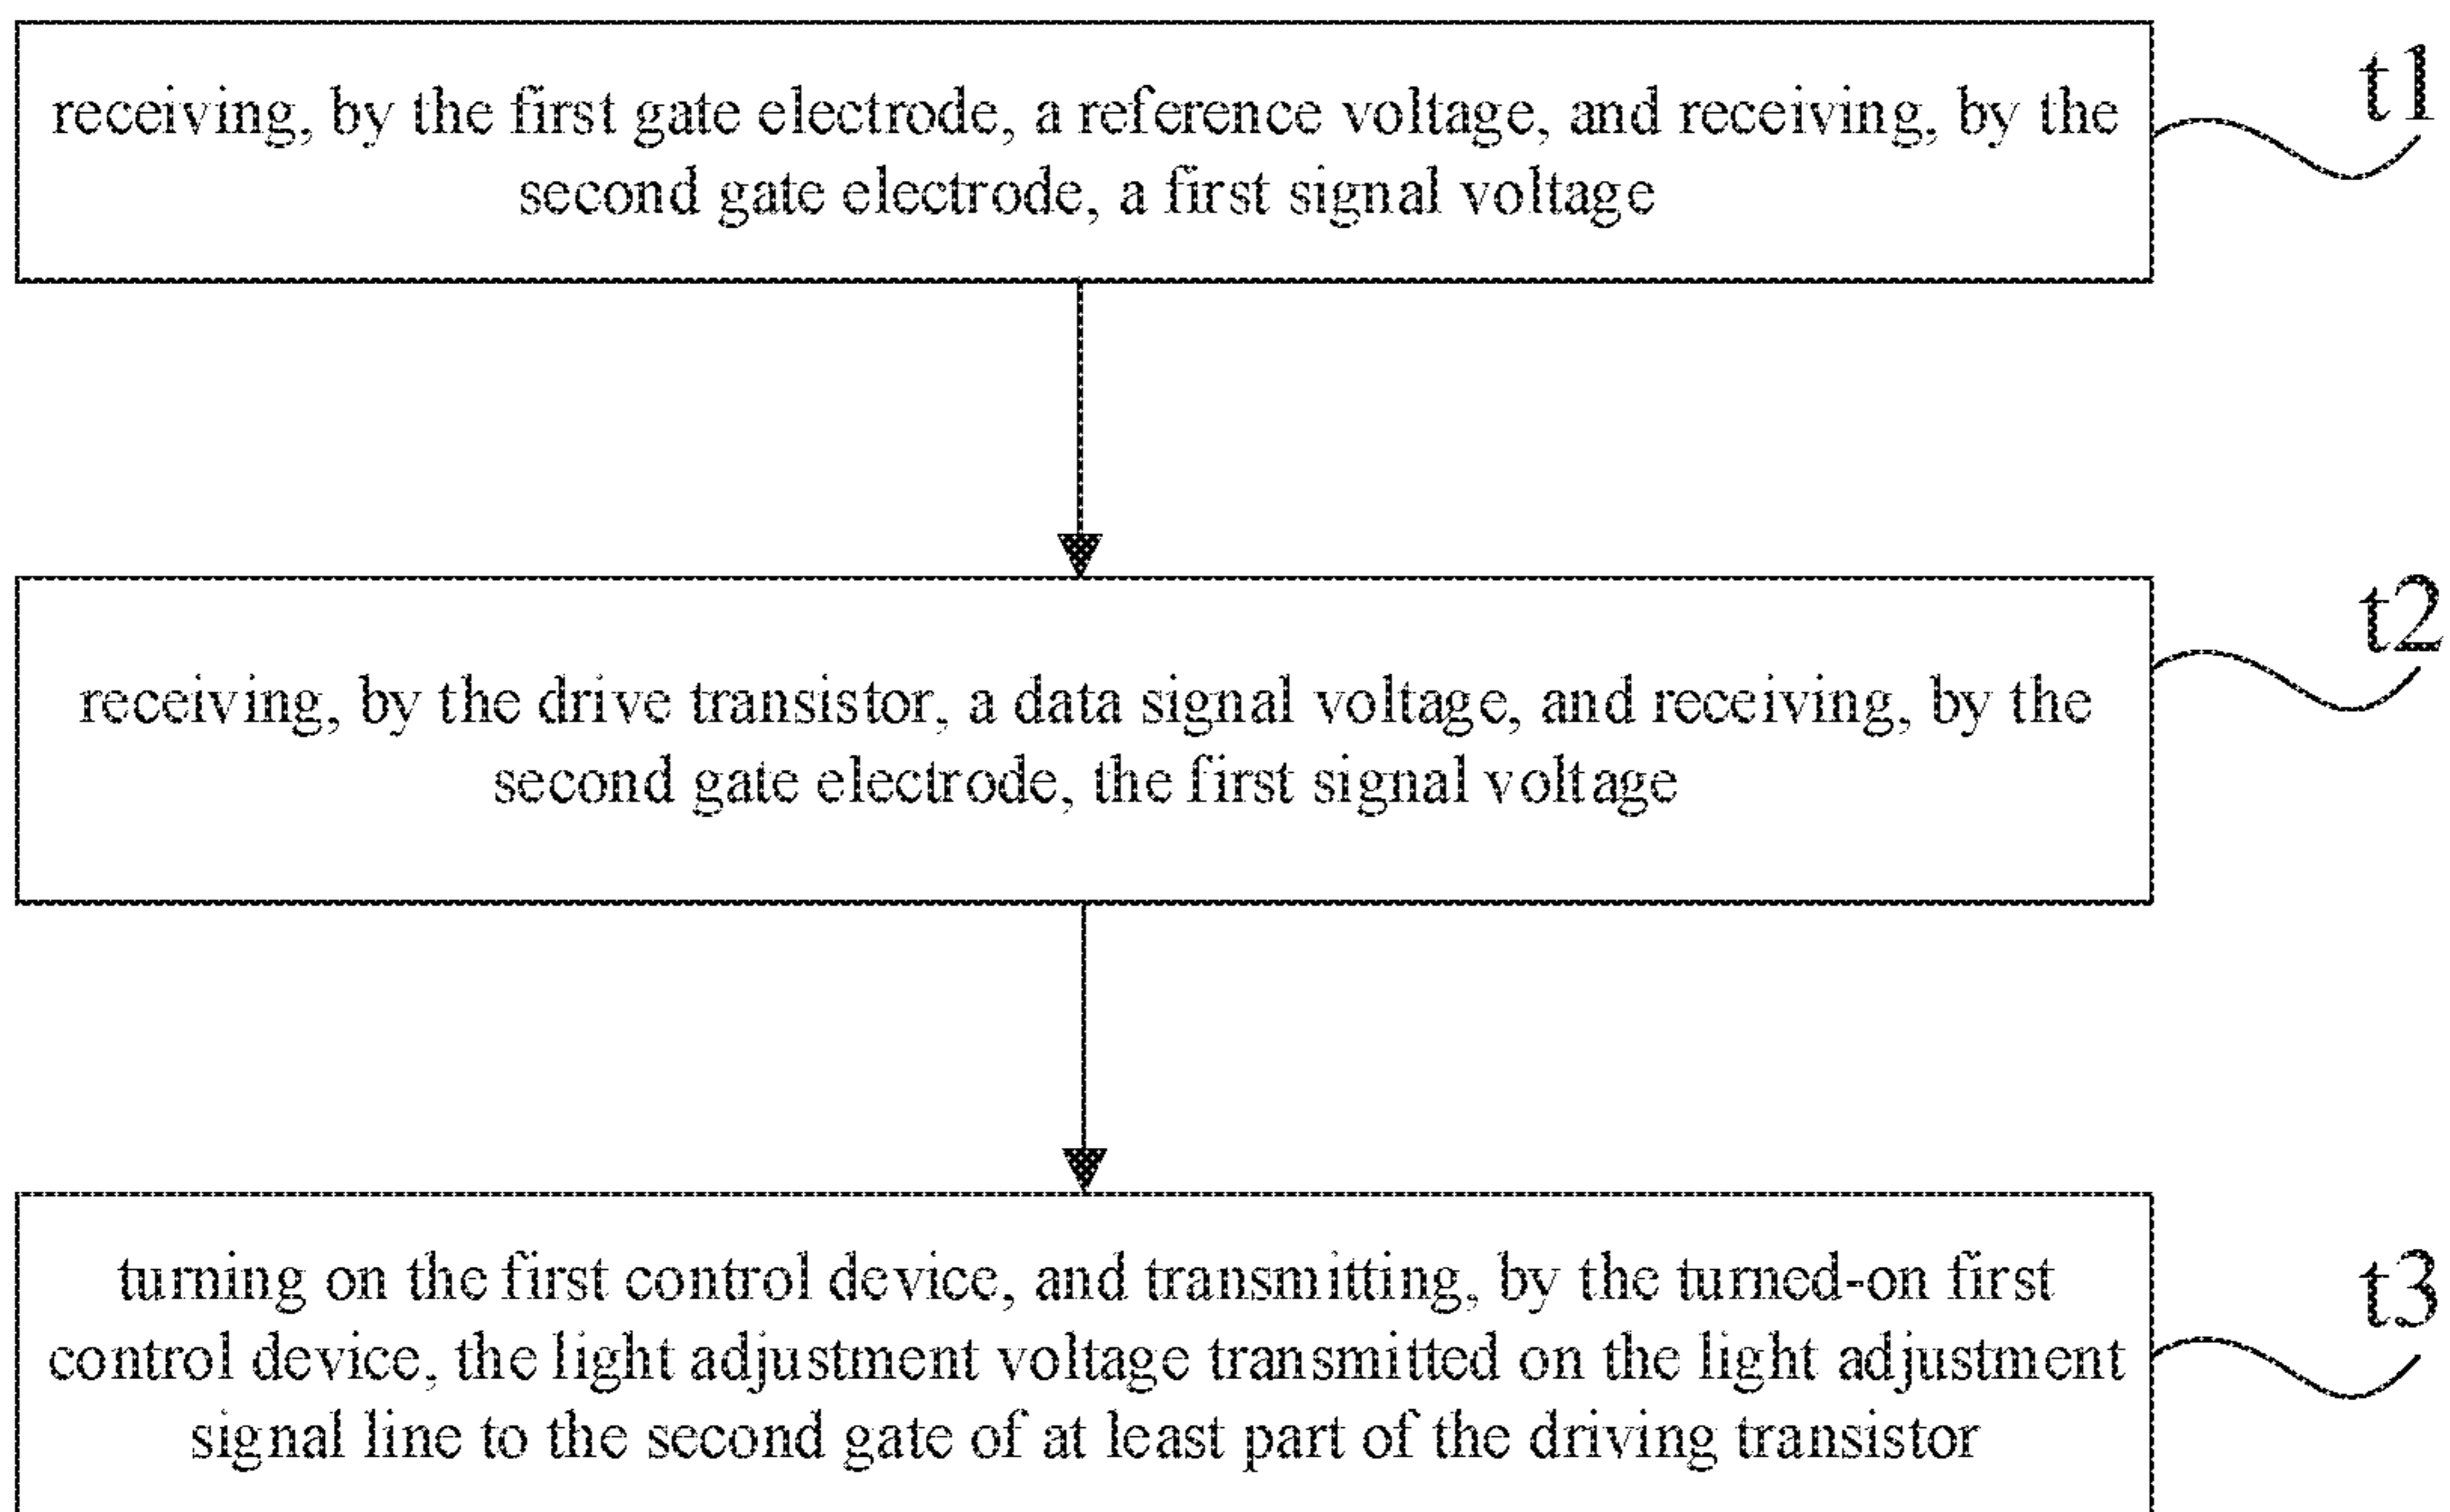 receiving, by the first gate electrode, a reference voltage, and receiving, by the
second gate electrode, a first signal voltage
t1
receiving, by the drive transistor, a data signal voltage, and receiving, by the
second gate electrode, the first signal voltage
t2
turning on the first control device, and transmitting, by the turned-on first
control device, the light adjustment voltage transmitted on the light adjustment
signal line to the second gate of at least part of the driving transistor
t3